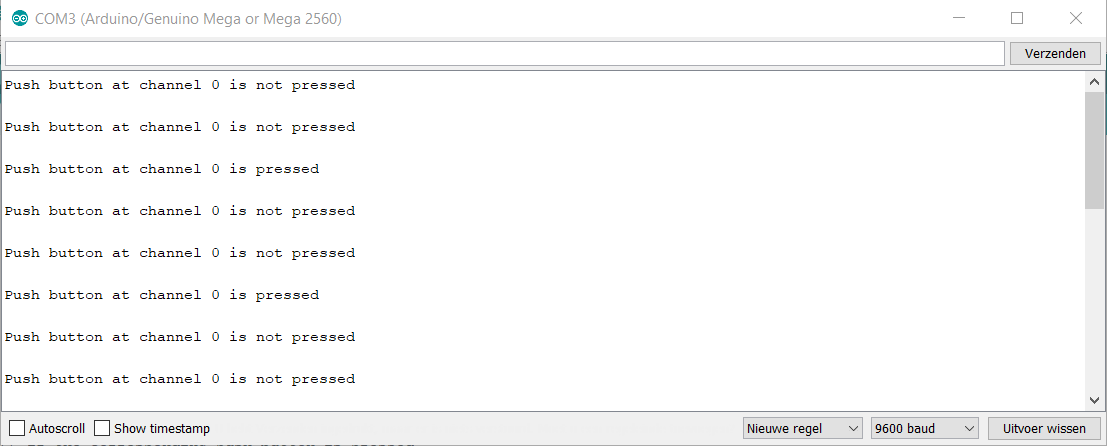 COM3 (Arduino/Genuino Mega or Mega 2560)
Verzenden
Push button at channel 0 is not pressed
Push button at channel 0 is not pressed
Push button at channel 0 is pressed
Push button at channel 0 is not pressed
Push button at channel 0 is not pressed
Push button at channel 0 is pressed
Push button at channel 0 is not pressed
Push button at channel 0 is not pressed
Autoscroll Show timestamp Nieuwe regel 9600 baud Uitvoer wissen